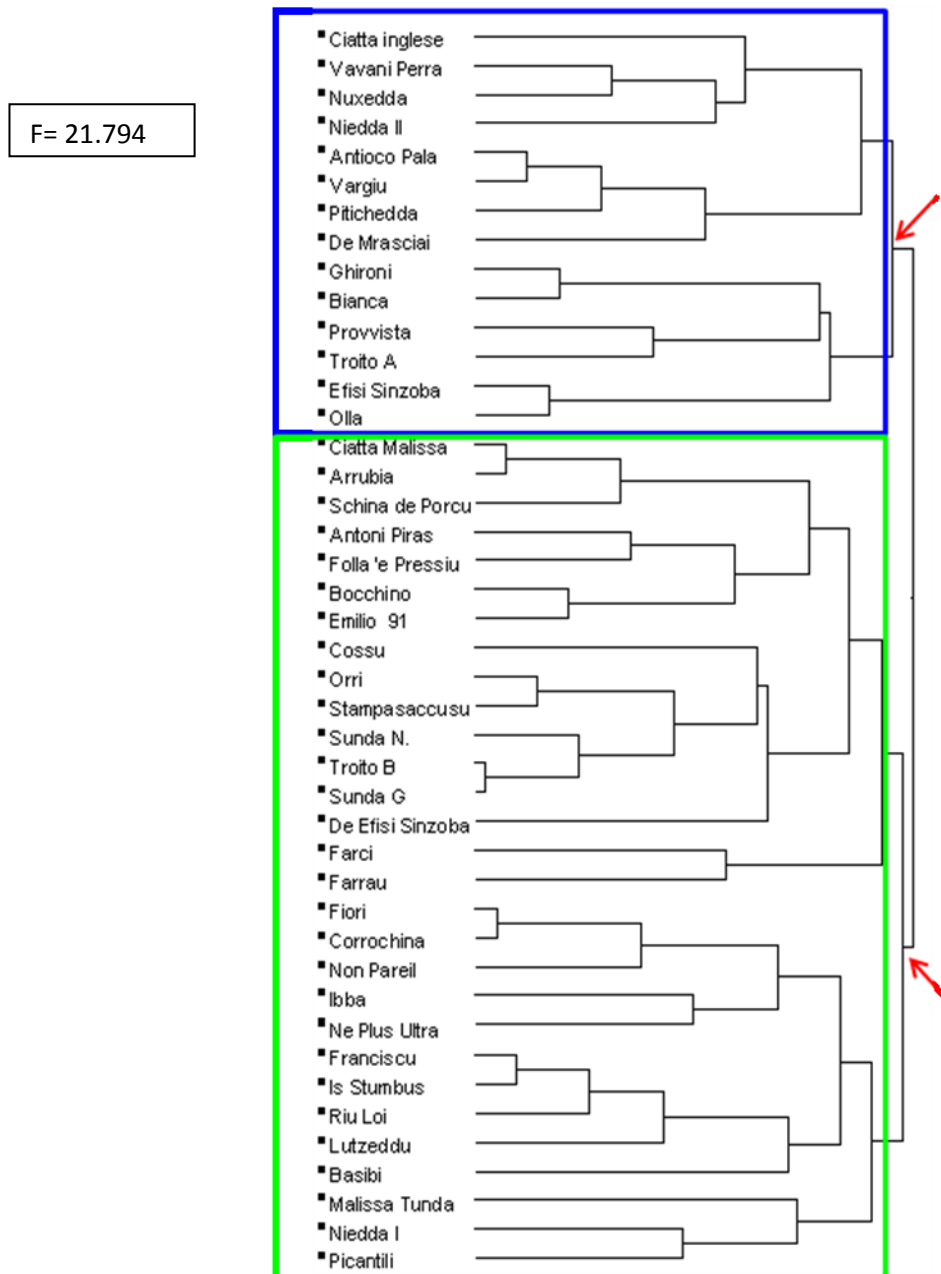 Ciatta inglese
Vavani Perra
F= 21.794
Nuxedda
Niedda II
Antioco Pala
Vargiu
Pitichedda
De Mrasciai
Ghironi
Bianca
Provvista
Troito A
Efisi Sinzoba
Olla
Ciatta Malissa
Arrubia
Schina de Porcu
Antoni Piras
Folla 'e Pressiu
Bocchino
Emilio 91
Cossu
Orri
Stampasaccusu
Sunda N.
Troito B
Sunda G
De Efisi Sinzoba
Farci
Farrau
Fiori
Corrochina
Non Pareil
Ibba
Ne Plus Ultra
Franciscu
Is Stumbus
Riu Loi
Lutzeddu
Basibi
Malissa Tunda
Niedda I
Picantili